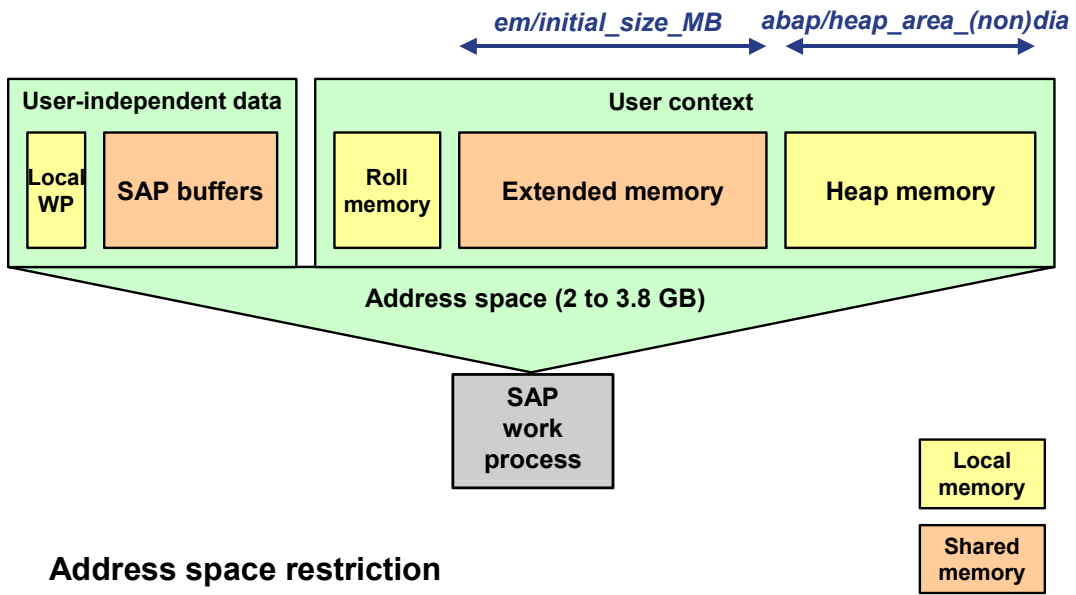 em/initial_size_MB
abap/heap_area_(non)dia
User-independent data
User context
Local
WP
SAP buffers
Roll
memory
Extended memory
Heap memory
Address space (2 to 3.8 GB)
SAP
work
process
Local
memory
Shared
memory
Address space restriction